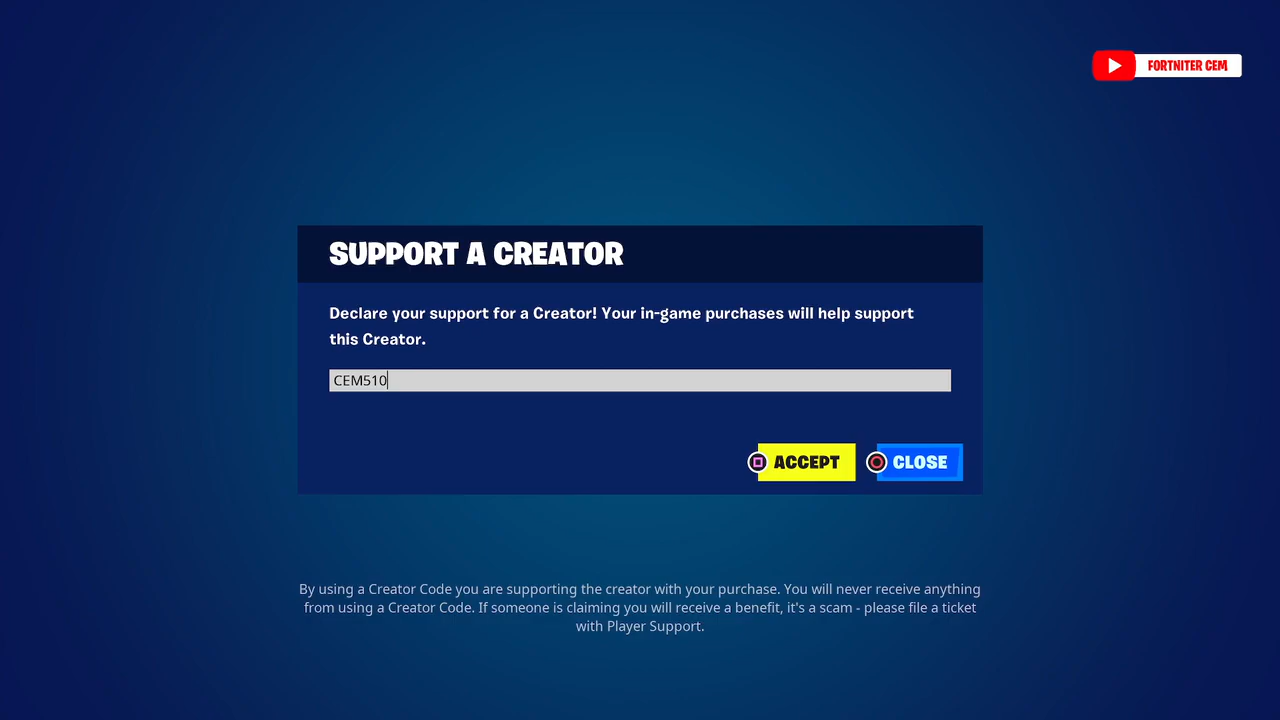 FORTNITER CEM
SUPPORT A CREATOR
Declare your support for a Creator! Your in-game purchases will help support
this Creator.
CEM510
ACCEPT
CLOSE
By using a Creator Code you are supporting the creator with your purchase. You will never receive anything
from using a Creator Code. If someone is claiming you will receive a benefit, it's a scam - please file a ticket
with Player Support.